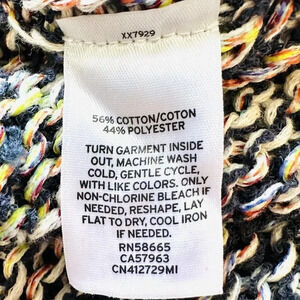 XX7929
56% COTTON/COTON
44% POLYESTER
TURN GARMENT INSIDE
OUT, MACHINE WASH
COLD, GENTLE CYCLE,
WITH LIKE COLORS. ONLY
NON-CHLORINE BLEACH IF
NEEDED, RESHAPE, LAY
FLAT TO DRY, COOL IRON
IF NEEDED.
RN58665
CA57963
CN412729MI